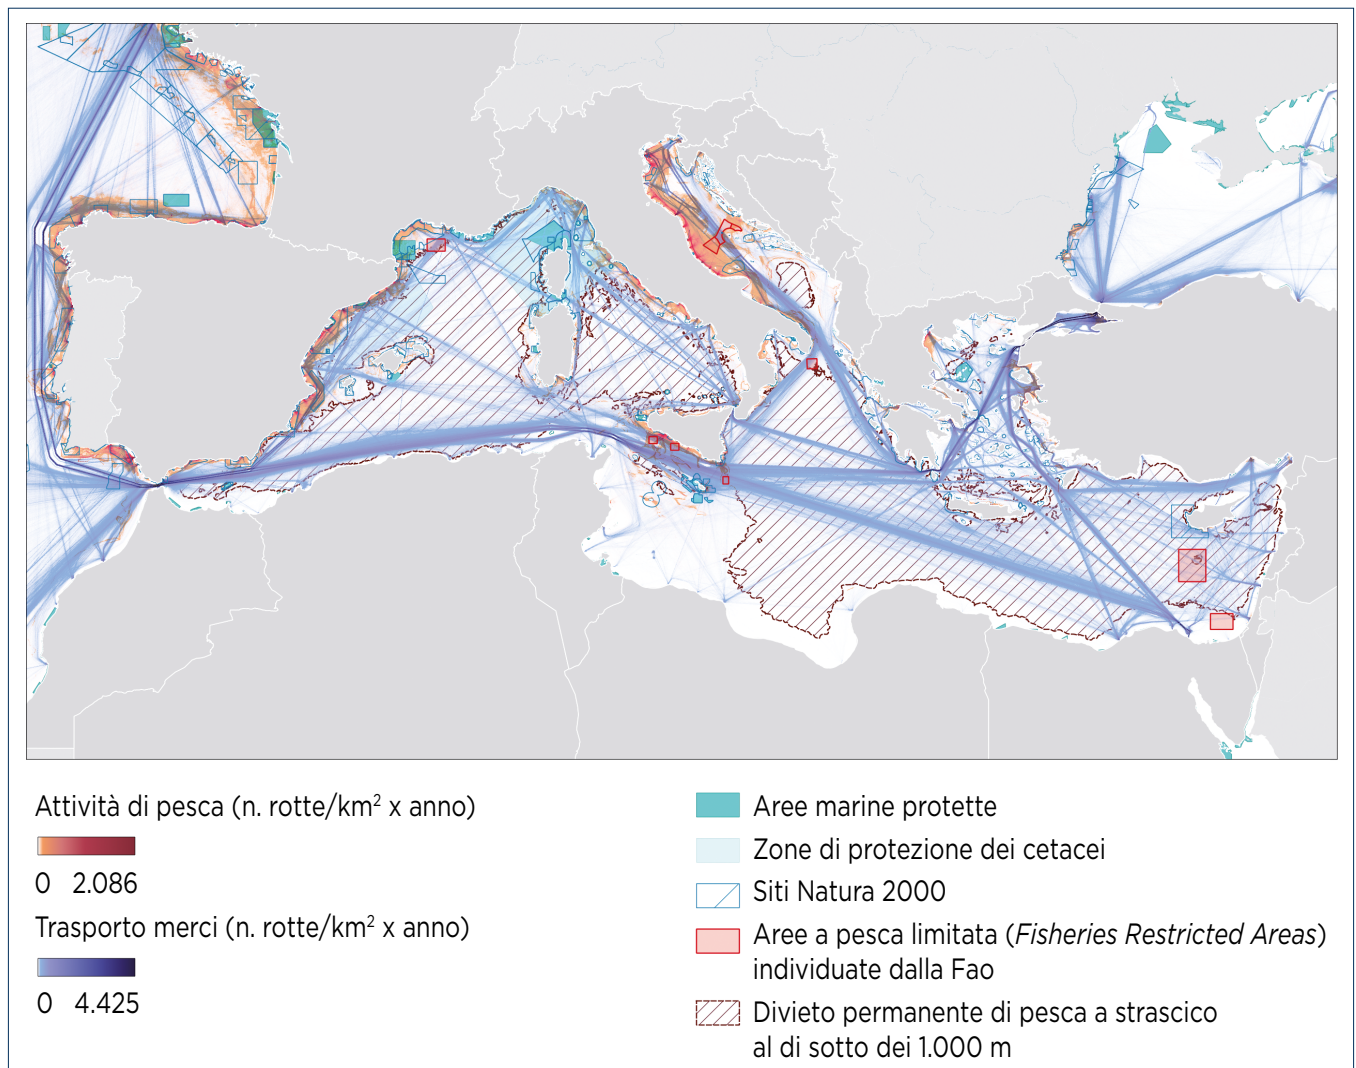 Attività di pesca (n. rotte/km² x anno)
0 2.086
Trasporto merci (n. rotte/km² x anno)
0 4.425
Aree marine protette
Zone di protezione dei cetacei
Siti Natura 2000
Aree a pesca limitata (Fisheries Restricted Areas)
individuate dalla Fao
Divieto permanente di pesca a strascico
al di sotto dei 1.000 m